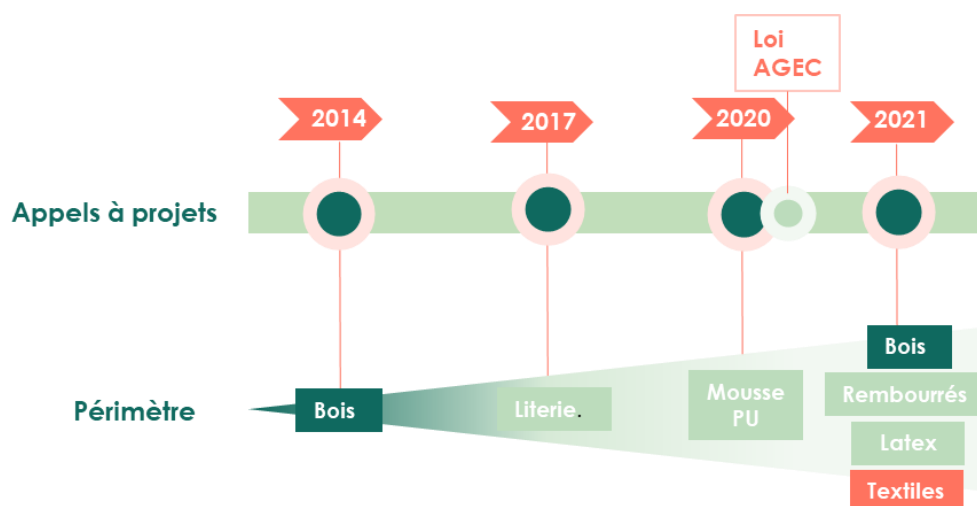 Loi
AGEC
2014
2017
2020
2021
Appels à projets
Bois
Périmètre
Bois
Literie.
Mousse
PU
Rembourrés
Latex
Textiles